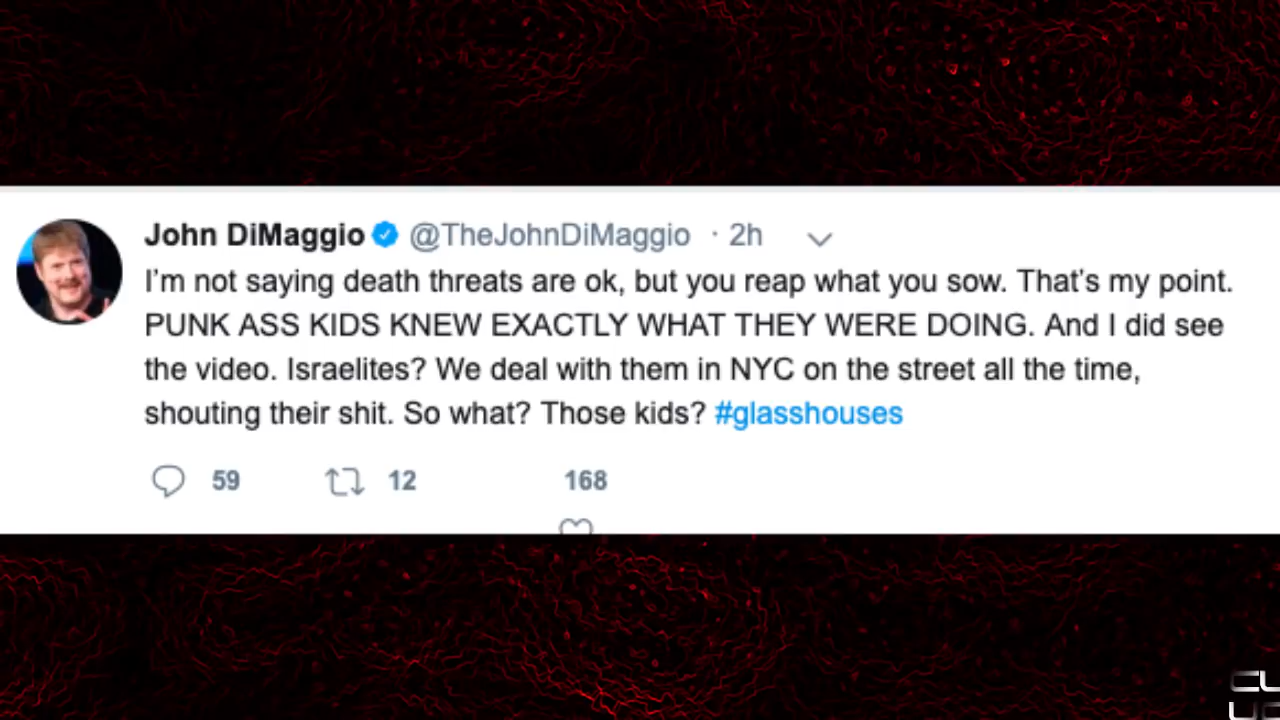 John DiMaggio @TheJohnDiMaggio · 2h
I'm not saying death threats are ok, but you reap what you sow. That's my point.
PUNK ASS KIDS KNEW EXACTLY WHAT THEY WERE DOING. And I did see
the video. Israelites? We deal with them in NYC on the street all the time,
shouting their shit. So what? Those kids? #glasshouses
59 12 168